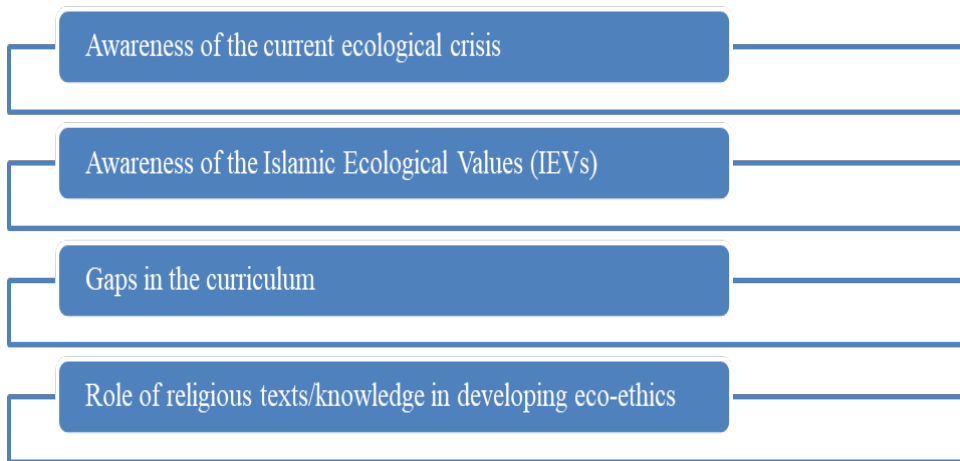 Awareness of the current ecological crisis
Awareness of the Islamic Ecological Values (IEVs)
Gaps in the curriculum
Role of religious texts/knowledge in developing eco-ethics